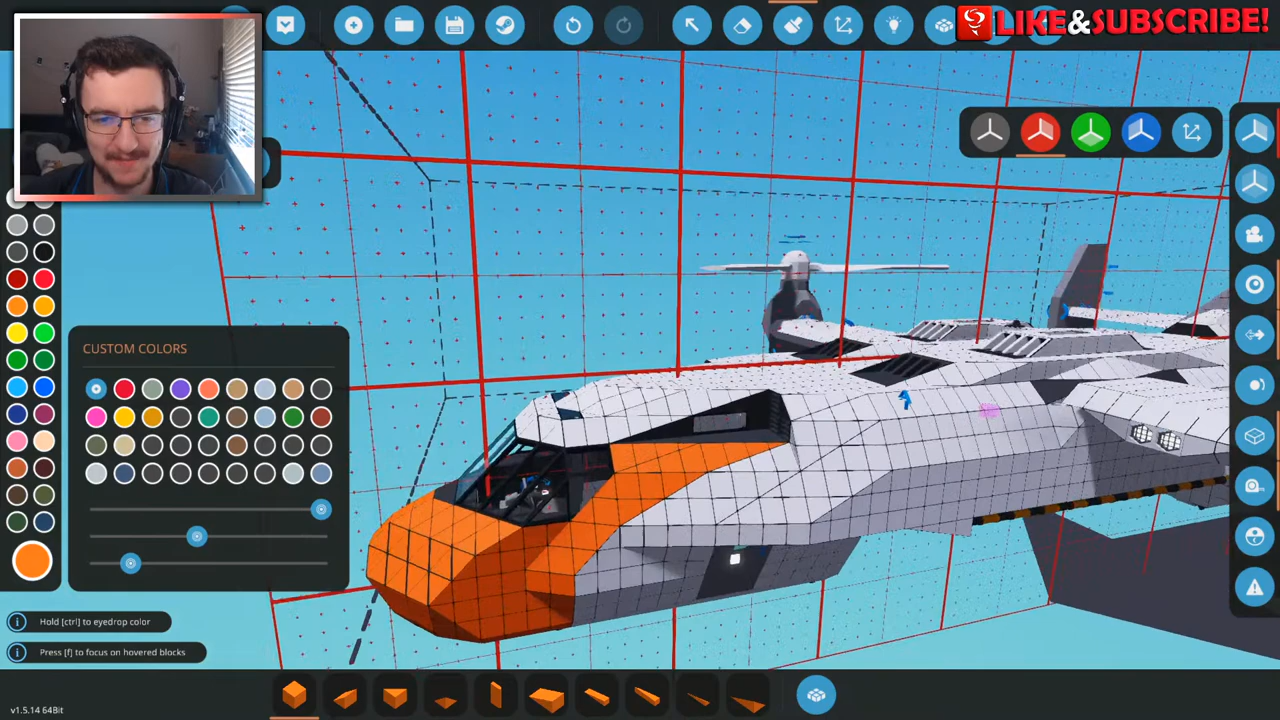 LIKE&SUBSCRIBE!
CUSTOM COLORS
Hold [ctrl] to eyedrop color
Press [f] to focus on hovered blocks
v1.5.14 64Bit